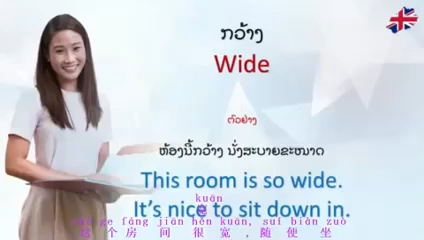 ກວ້າງ
Wide
ຕົວຢ່າງ
ຫ້ອງນີ້ກວ້າງ ນັ່ງສະບາຍຂະໜາດ
This room is so wide.
kuān
It's nice to sit down in.
ge fáng jiān hěn kuān, suí biàn zuò
这 个 房 间 很 宽 , 随 便 坐